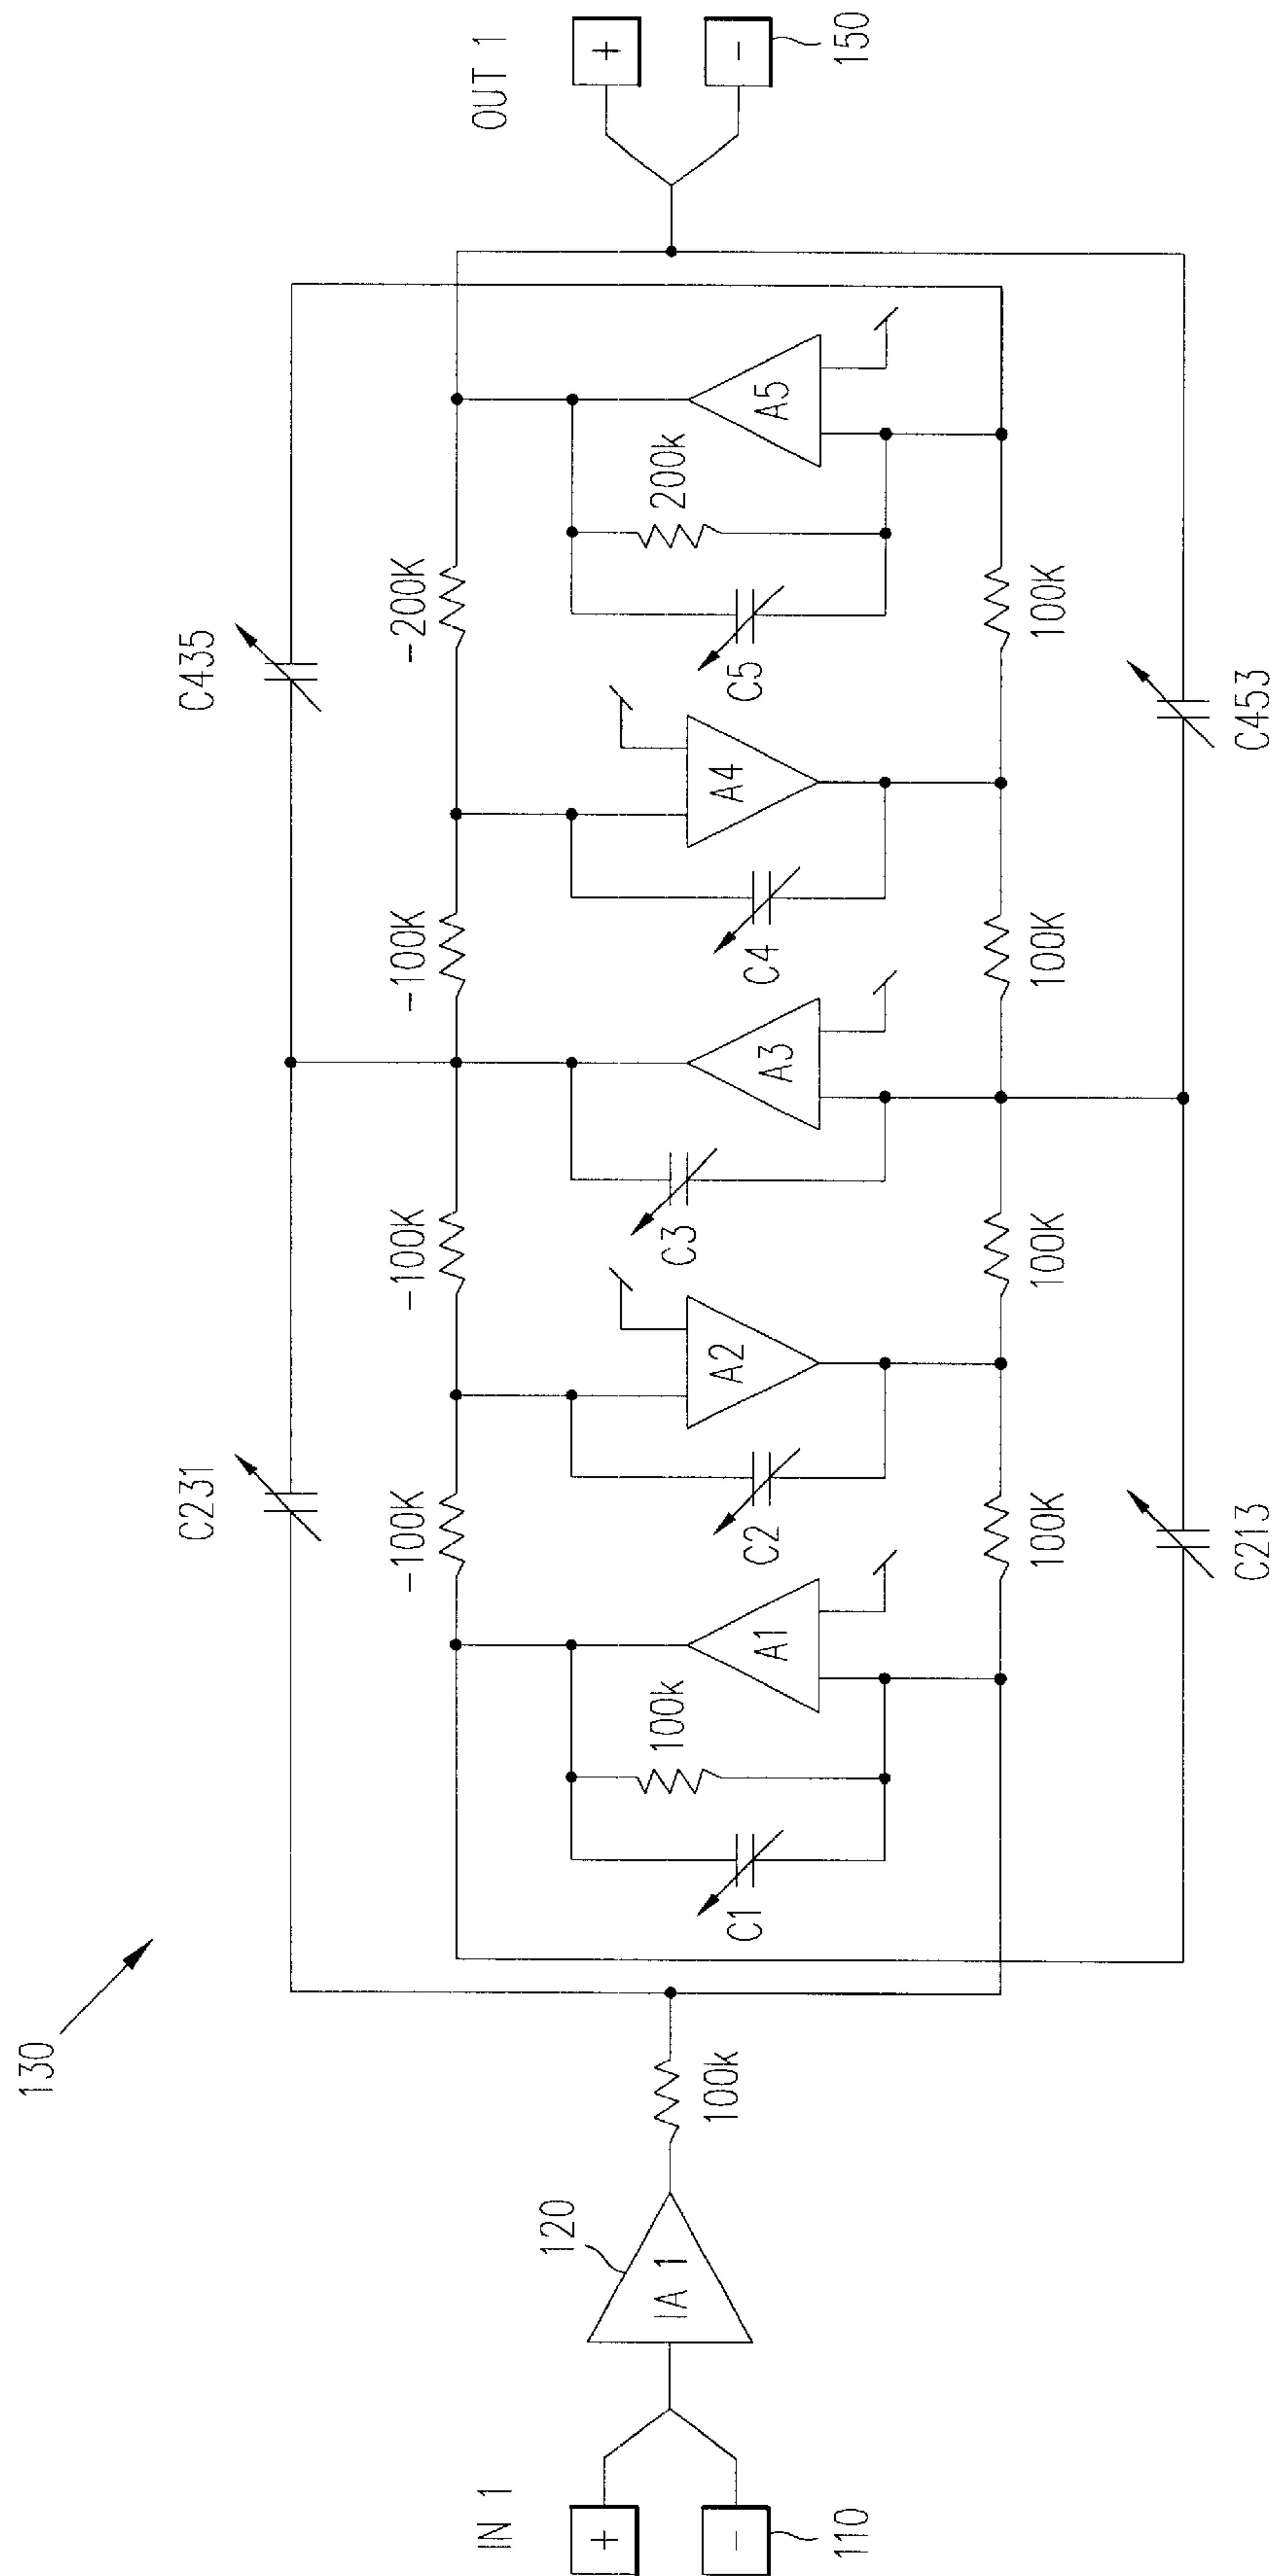 130
C231
C435
-100K
-100K
-100K
-200K
IN 1
+
-
110
120
IA 1
100k
C1
100k
A1
C2
A2
C3
A3
C4
A4
C5
200k
A5
100K
100K
100K
100K
C213
C453
OUT 1
+
-
150